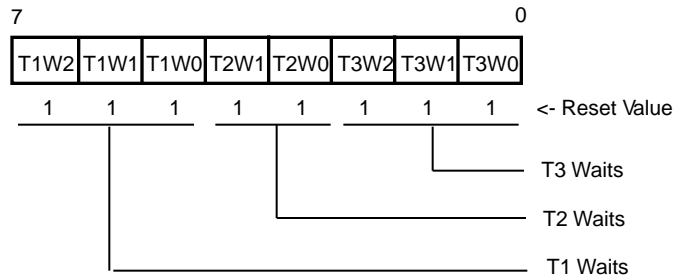 7 0
T1W2 T1W1 T1W0 T2W1 T2W0 T3W2 T3W1 T3W0
1 1 1 1 1 1 1 1 <- Reset Value
T3 Waits
T2 Waits
T1 Waits